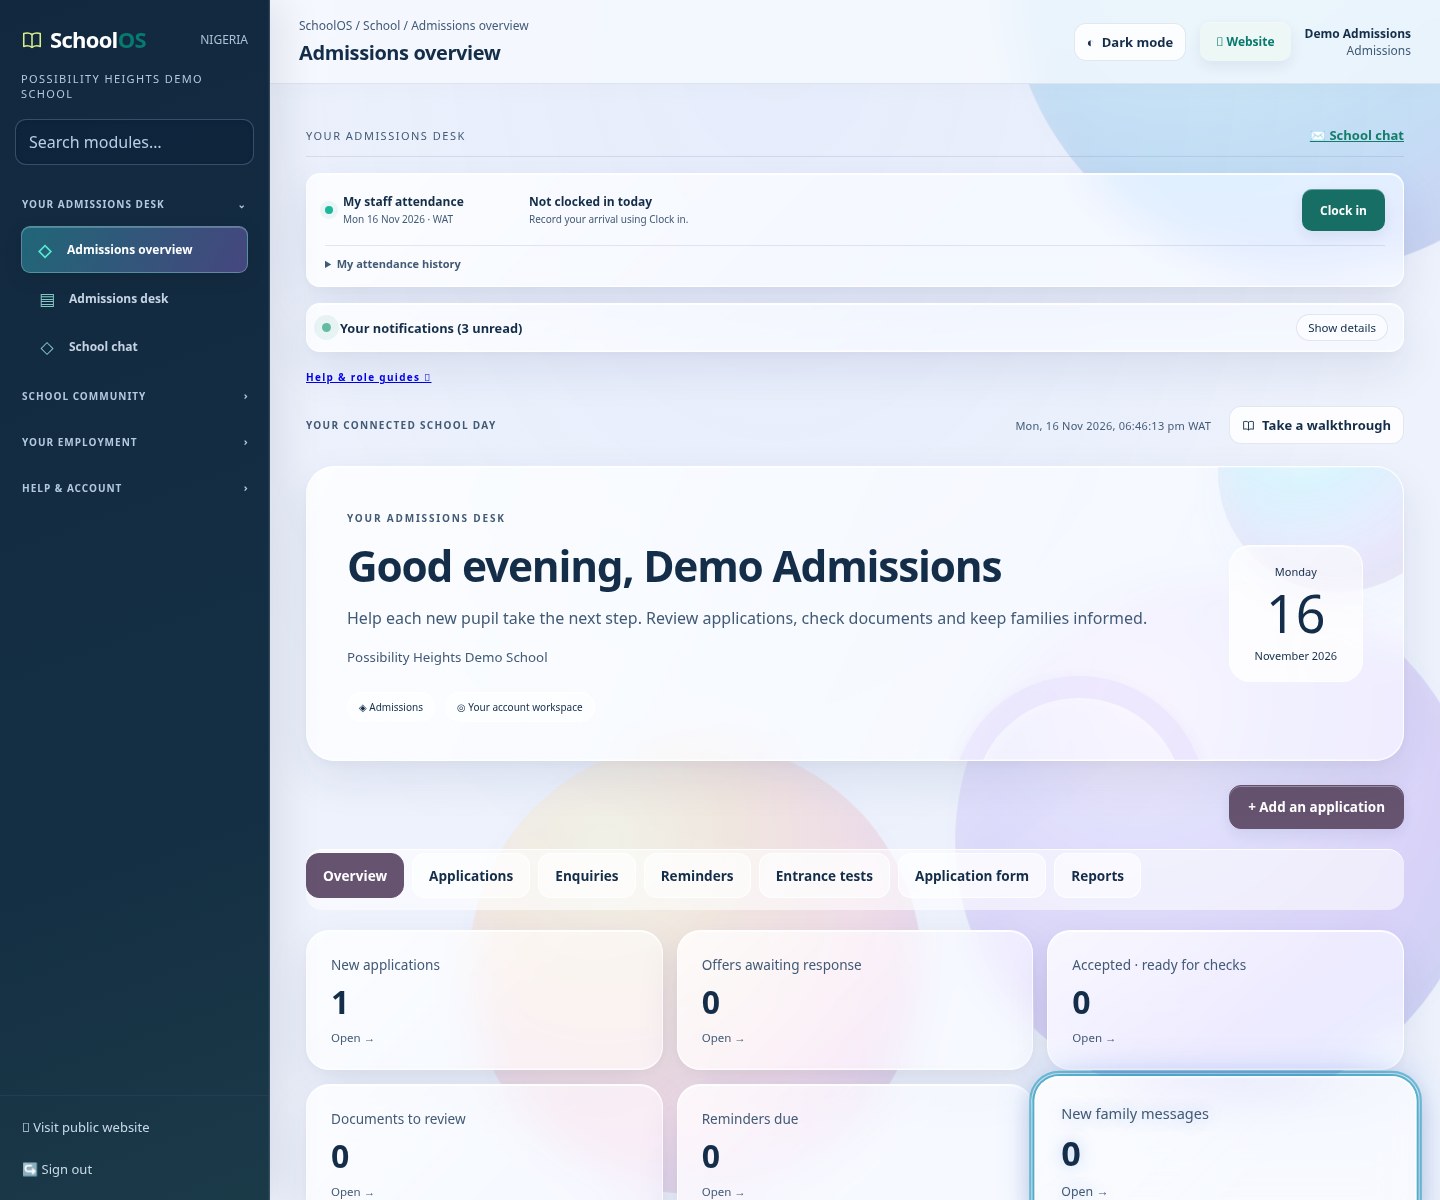 SchoolOS
NIGERIA
POSSIBILITY HEIGHTS DEMO
SCHOOL
Search modules...
YOUR ADMISSIONS DESK
Admissions overview
Admissions desk
School chat
SCHOOL COMMUNITY
YOUR EMPLOYMENT
HELP & ACCOUNT
Visit public website
Sign out
SchoolOS / School / Admissions overview
Admissions overview
Dark mode
Website
Demo Admissions
Admissions
YOUR ADMISSIONS DESK
School chat
My staff attendance
Mon 16 Nov 2026 · WAT
Not clocked in today
Record your arrival using Clock in.
Clock in
My attendance history
Your notifications (3 unread)
Show details
Help & role guides
YOUR CONNECTED SCHOOL DAY
Mon, 16 Nov 2026, 06:46:13 pm WAT
Take a walkthrough
YOUR ADMISSIONS DESK
Good evening, Demo Admissions
Help each new pupil take the next step. Review applications, check documents and keep families informed.
Possibility Heights Demo School
◈ Admissions
◎ Your account workspace
Monday
16
November 2026
+ Add an application
Overview
Applications
Enquiries
Reminders
Entrance tests
Application form
Reports
New applications
1
Open →
Offers awaiting response
0
Open →
Accepted · ready for checks
0
Open →
Documents to review
0
Open →
Reminders due
0
Open →
New family messages
0
Open →